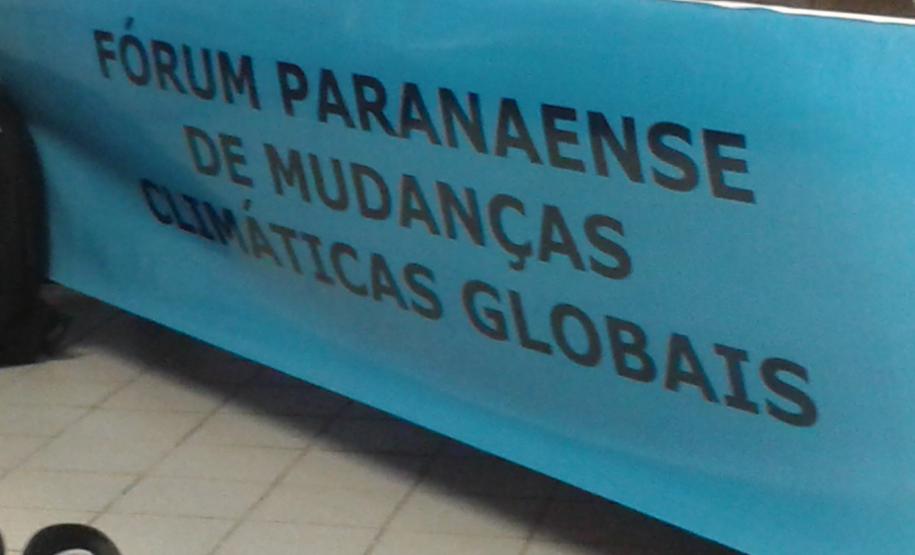 FÓRUM PARANAENSE
DE MUDANÇAS
CLIMÁTICAS GLOBAIS